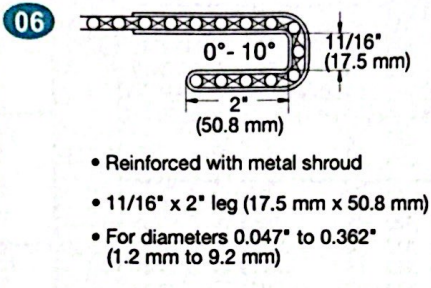 06
0°- 10°
11/16"
(17.5 mm)
2"
(50.8 mm)
• Reinforced with metal shroud
• 11/16" x 2" leg (17.5 mm x 50.8 mm)
• For diameters 0.047" to 0.362"
(1.2 mm to 9.2 mm)